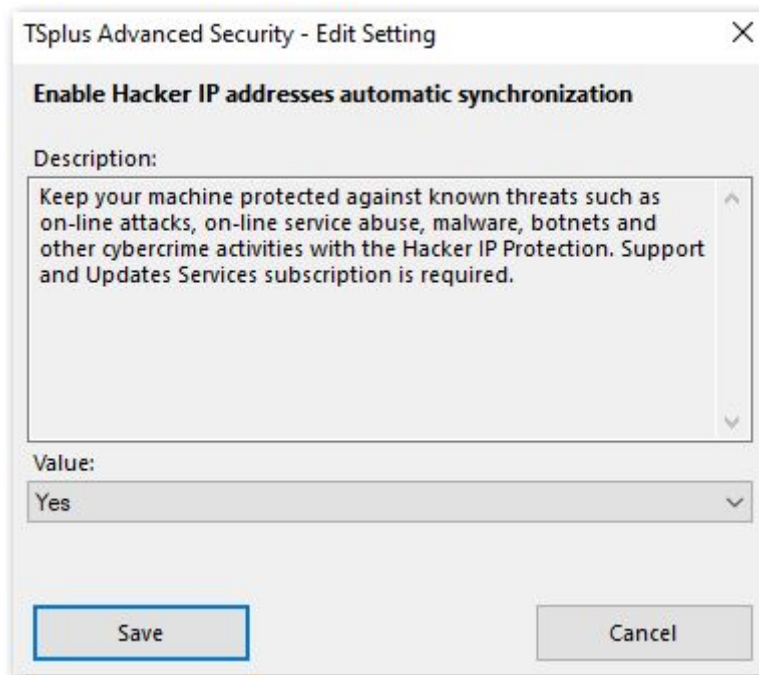 TSplus Advanced Security - Edit Setting
Enable Hacker IP addresses automatic synchronization
Description:
Keep your machine protected against known threats such as
on-line attacks, on-line service abuse, malware, botnets and
other cybercrime activities with the Hacker IP Protection. Support
and Updates Services subscription is required.
Value:
Yes
Save
Cancel